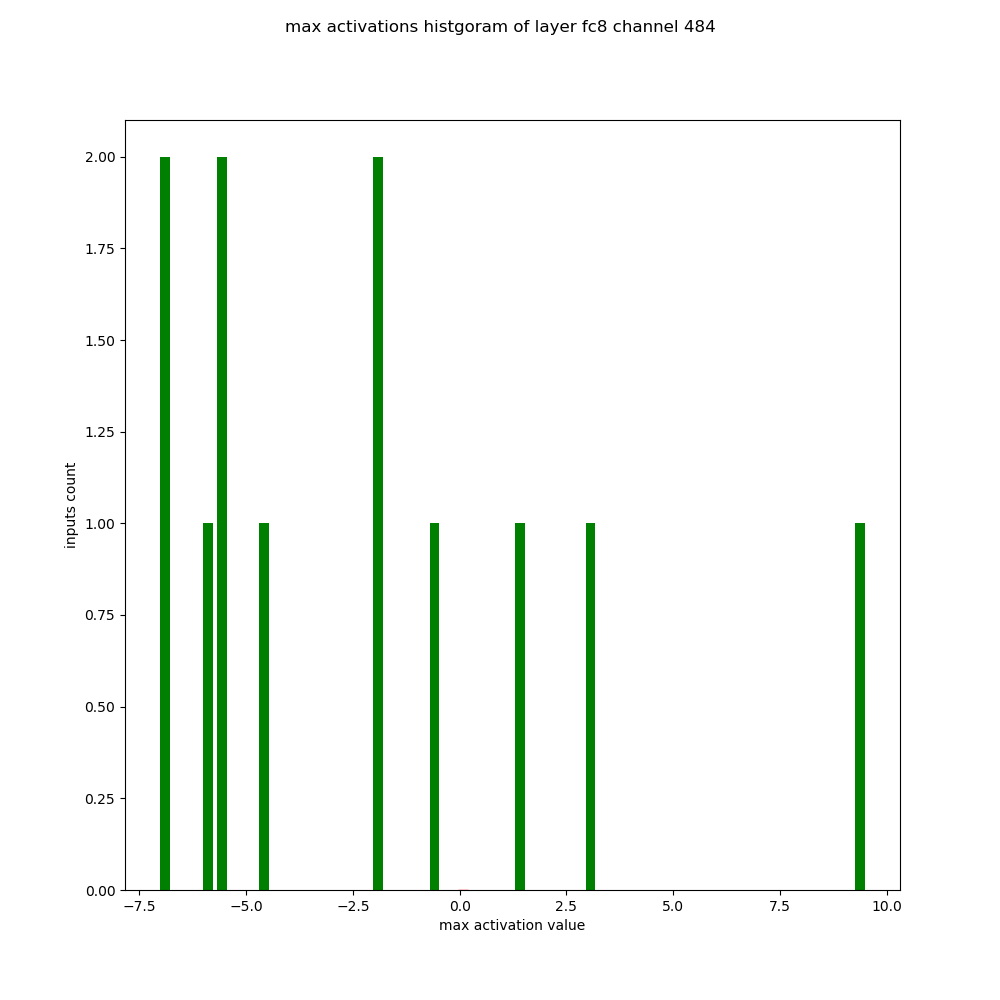 max activations histgoram of layer fc8 channel 484
2.00
1.75
1.50
1.25
1.00
0.75
0.50
0.25
0.00
inputs count
−7.5 −5.0 −2.5 0.0 2.5 5.0 7.5 10.0
max activation value